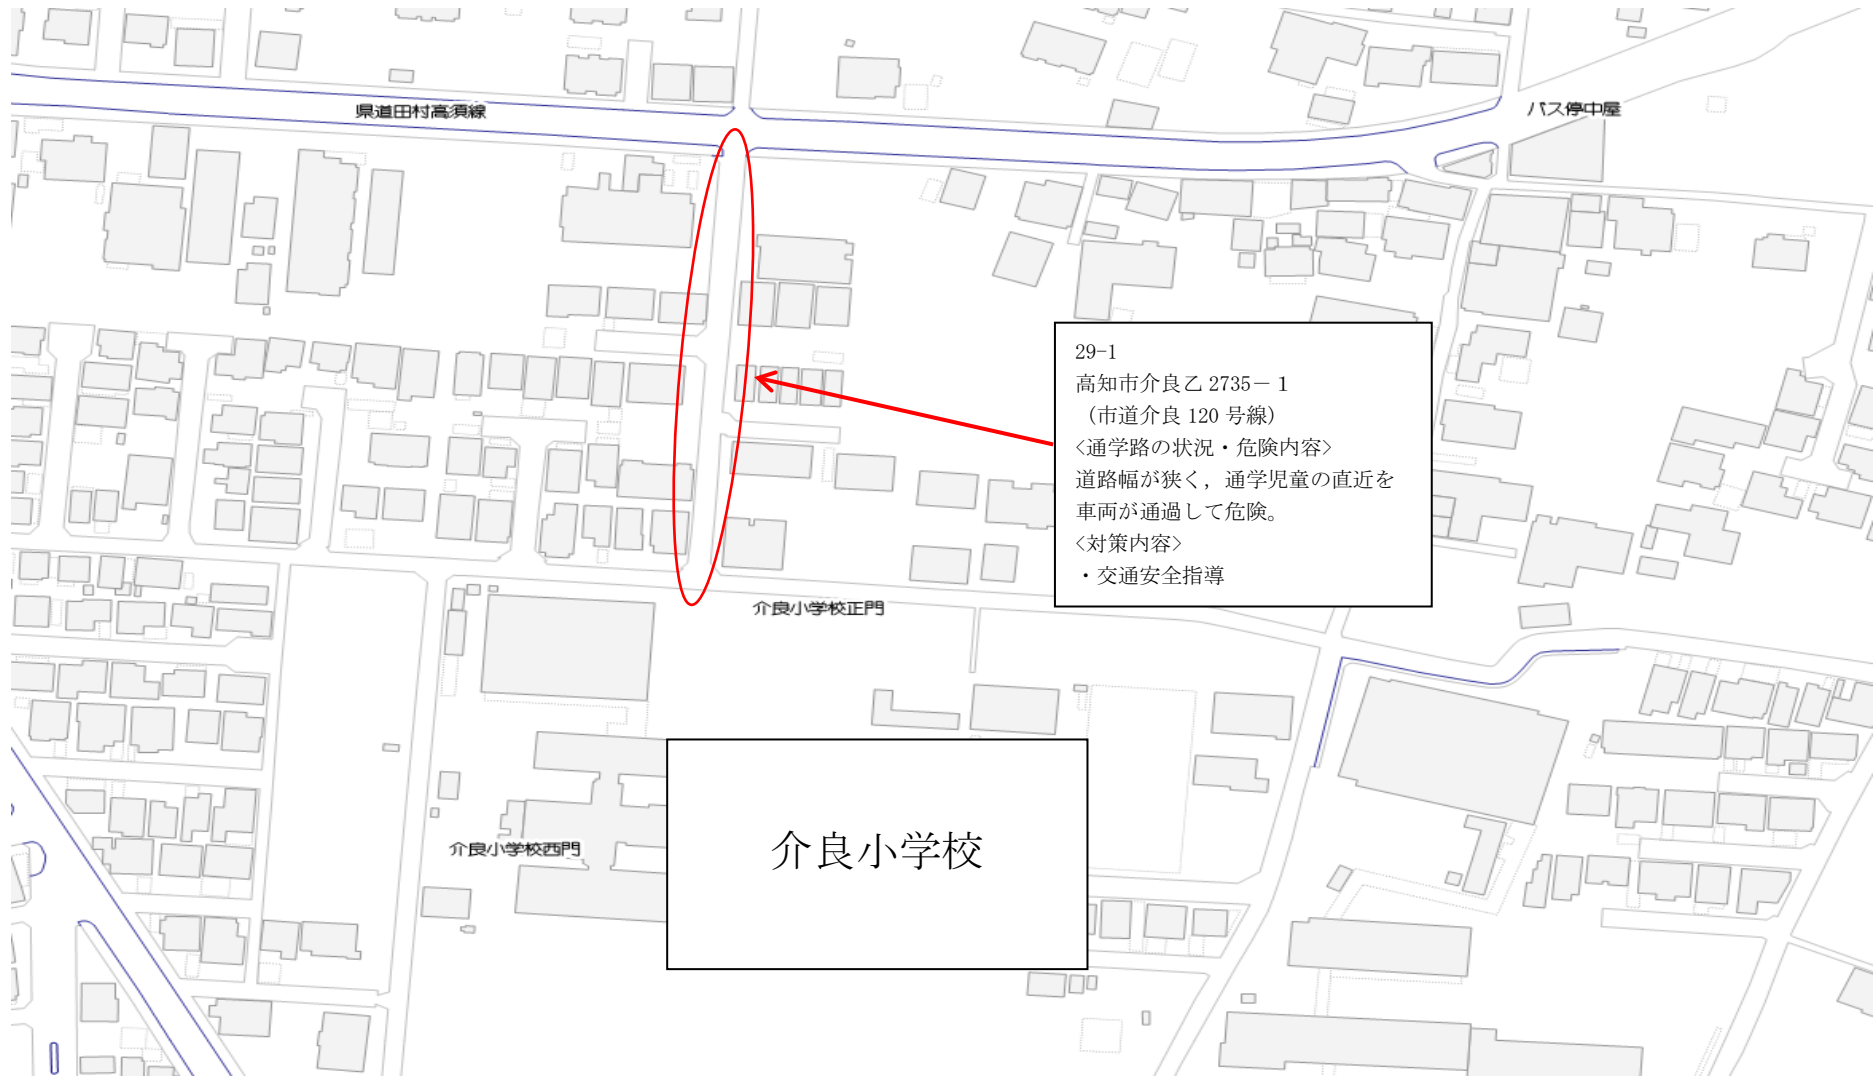 県道田村高須線
バス停中屋
29-1
高知市介良乙 2735－１
（市道介良 120 号線）
<通学路の状況・危険内容>
道路幅が狭く，通学児童の直近を
車両が通過して危険。
<対策内容>
・交通安全指導
介良小学校正門
介良小学校西門
介良小学校